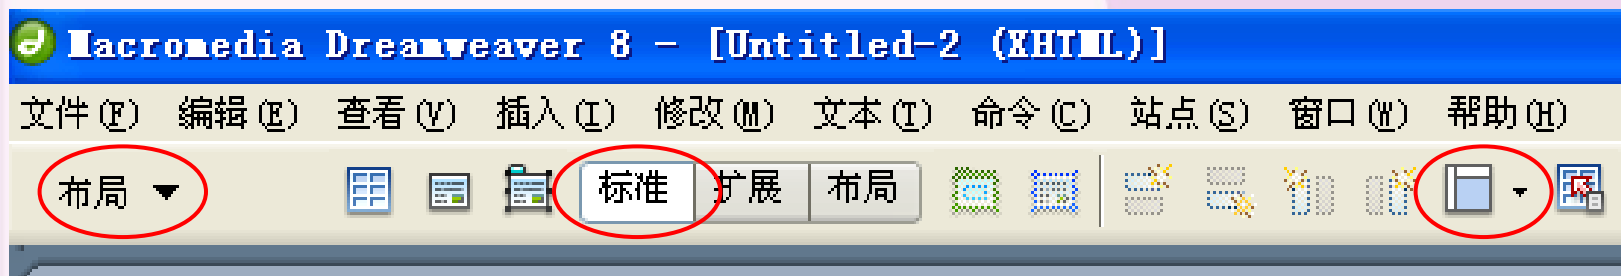 Macromedia Dreamweaver 8 - [Untitled-2 (XHTML)]
文件(F) 编辑(E) 查看(V) 插入(I) 修改(M) 文本(T) 命令(C) 站点(S) 窗口(W) 帮助(H)
布局 标准 扩展 布局